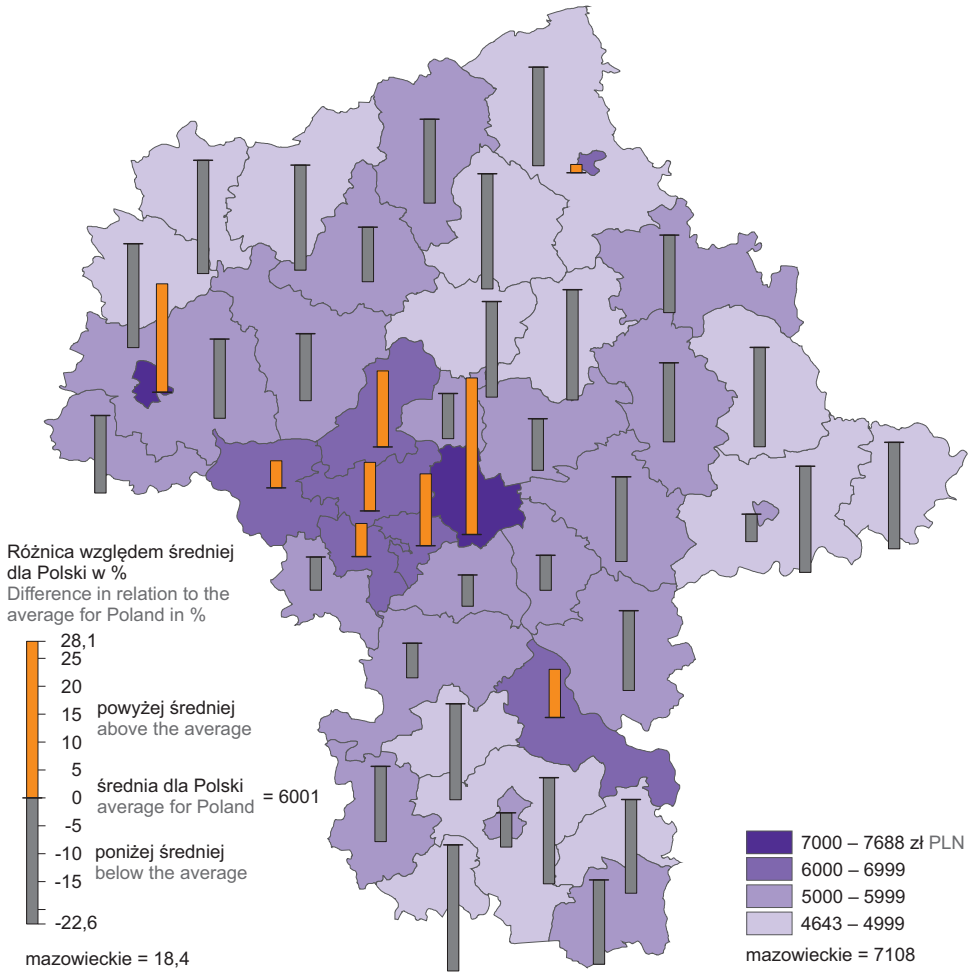 Różnica względem średniej
dla Polski w %
Difference in relation to the
average for Poland in %
28,1
25
20
15
10
5
0
-5
-10
-15
-22,6
powyżej średniej
above the average
średnia dla Polski
average for Poland
= 6001
poniżej średniej
below the average
mazowieckie = 18,4
7000 – 7688 zł PLN
6000 – 6999
5000 – 5999
4643 – 4999
mazowieckie = 7108